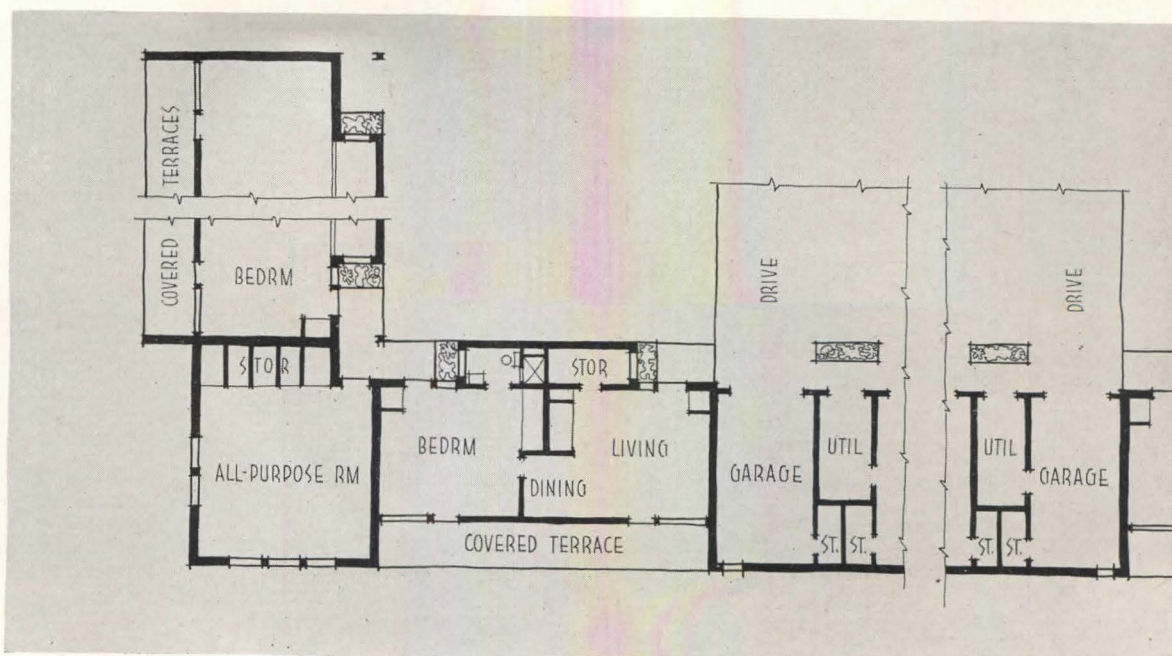 COVERED TERRACES
BEDRM
STOR
ALL-PURPOSE RM
BEDRM
STOR
LIVING
DINING
COVERED TERRACE
DRIVE
GARAGE
UTIL
ST.
ST.
DRIVE
UTIL
GARAGE
ST.
ST.